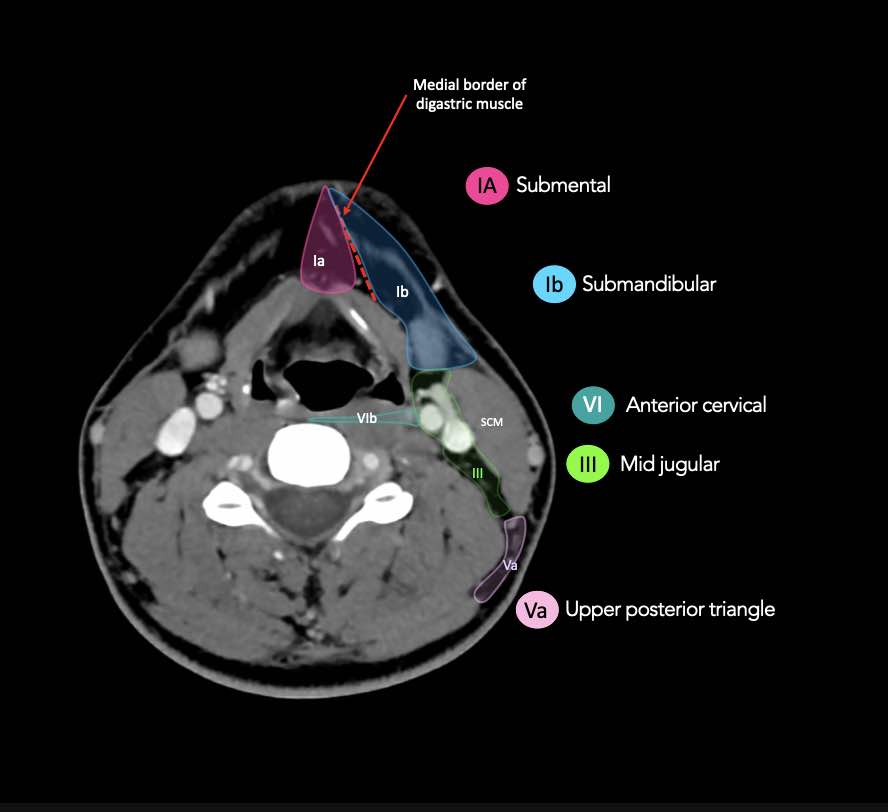 Medial border of
digastric muscle
IA Submental
Ia
Ib
Ib Submandibular
VI Anterior cervical
VIb
SCM
III Mid jugular
III
Va
Va Upper posterior triangle